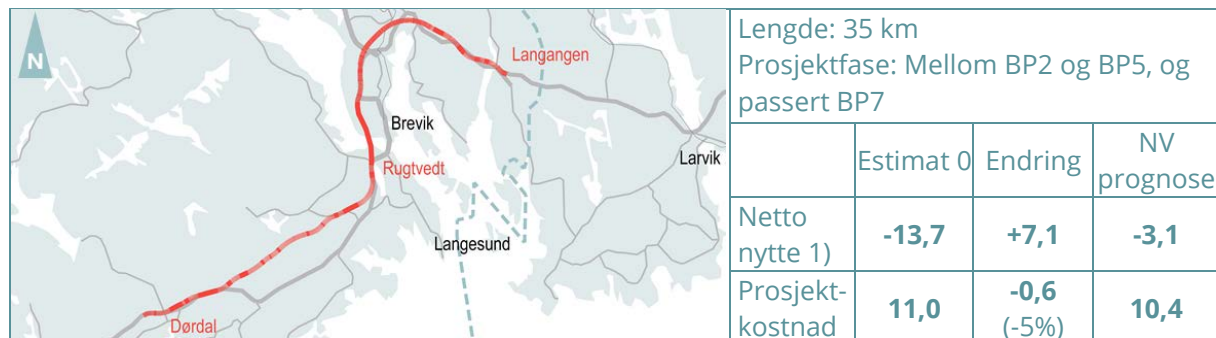 N
Langangen
Brevik
Larvik
Rugtvedt
Langesund
Dørdal
Lengde: 35 km
Prosjektfase: Mellom BP2 og BP5, og
passert BP7
Estimat 0 Endring NV
prognose
Netto
nytte 1) -13,7 +7,1 -3,1
Prosjekt-
kostnad 11,0 -0,6
(-5%) 10,4